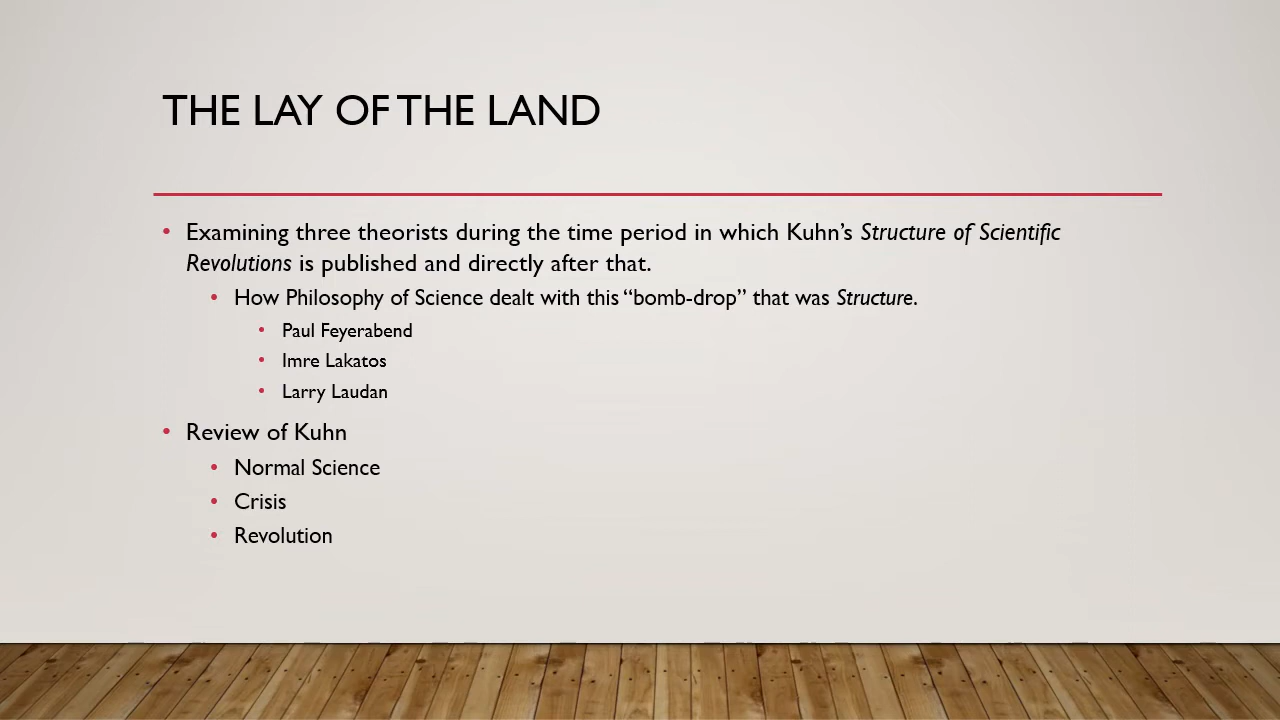 THE LAY OF THE LAND
• Examining three theorists during the time period in which Kuhn’s Structure of Scientific
Revolutions is published and directly after that.
• How Philosophy of Science dealt with this “bomb-drop” that was Structure.
• Paul Feyerabend
• Imre Lakatos
• Larry Laudan
• Review of Kuhn
• Normal Science
• Crisis
• Revolution